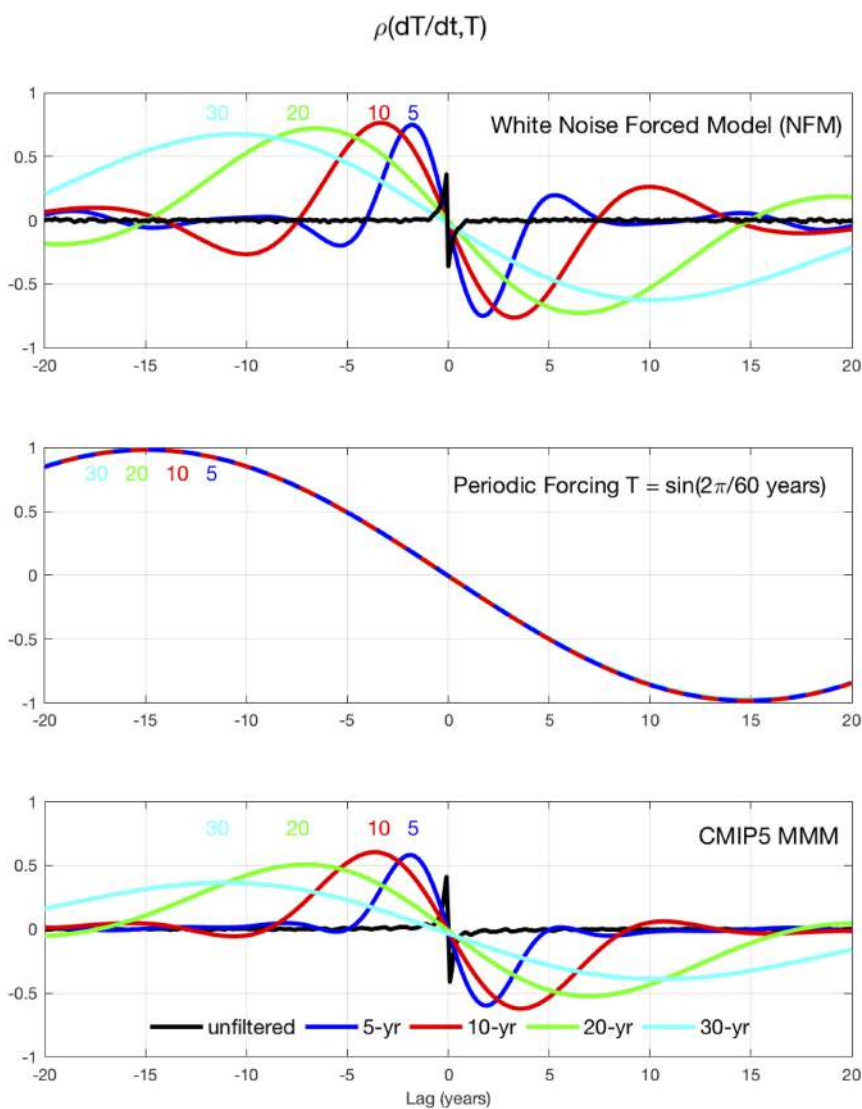 ρ(dT/dt,T)
1
30 20 10 5
White Noise Forced Model (NFM)
0.5
0
-0.5
-1
-20 -15 -10 -5 0 5 10 15 20
1
30 20 10 5
Periodic Forcing T = sin(2π/60 years)
0.5
0
-0.5
-1
-20 -15 -10 -5 0 5 10 15 20
1
30 20 10 5
CMIP5 MMM
0.5
0
-0.5
unfiltered 5-yr 10-yr 20-yr 30-yr
-1
-20 -15 -10 -5 0 5 10 15 20
Lag (years)